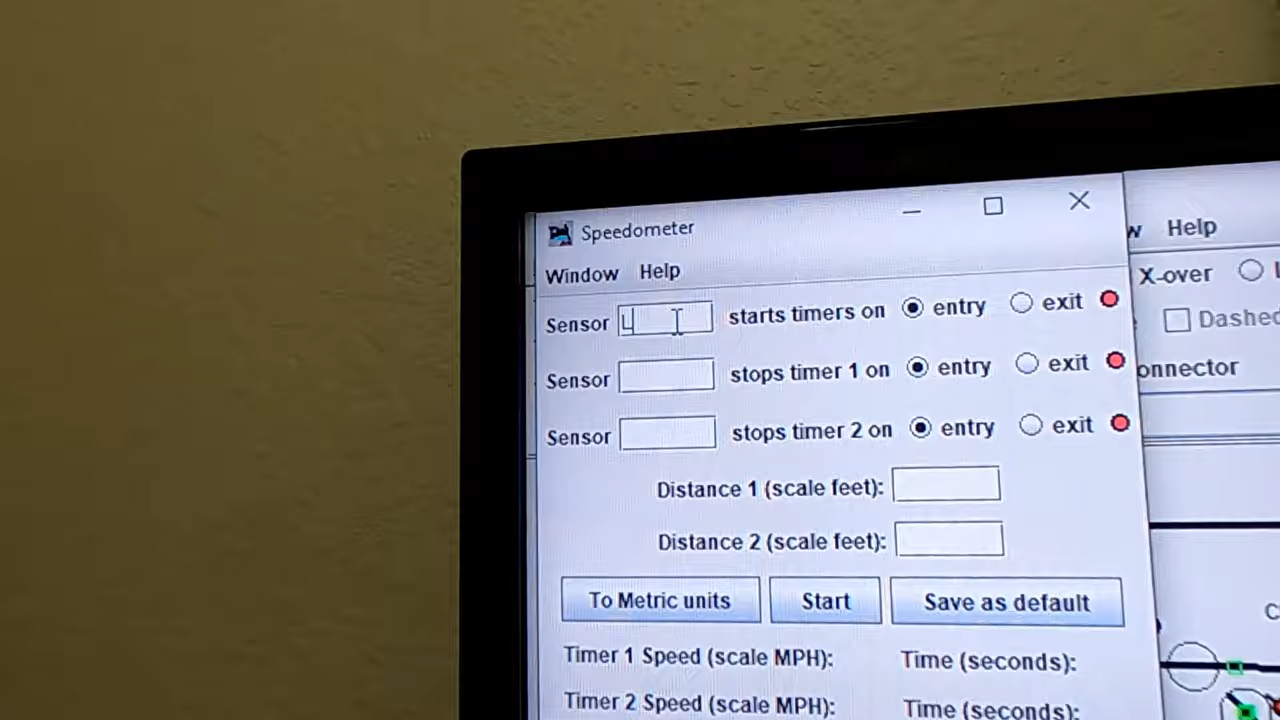 Speedometer
Window Help
Sensor L starts timers on entry exit
Sensor stops timer 1 on entry exit
Sensor stops timer 2 on entry exit
Distance 1 (scale feet):
Distance 2 (scale feet):
To Metric units Start Save as default
Timer 1 Speed (scale MPH): Time (seconds):
Timer 2 Speed (scale MPH): Time (seconds):
w Help
X-over
Dashed
onnector